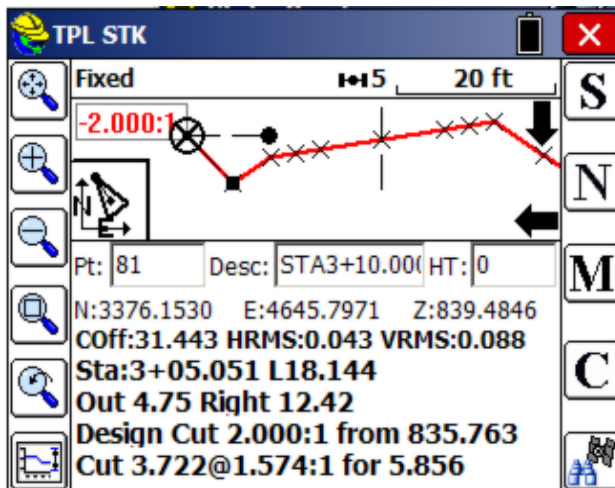 TPL STK
Fixed 5 20 ft
-2.000:1
N
E
Pt: 81 Desc: STA3+10.00( HT: 0
N:3376.1530 E:4645.7971 Z:839.4846
COff:31.443 HRMS:0.043 VRMS:0.088
Sta:3+05.051 L18.144
Out 4.75 Right 12.42
Design Cut 2.000:1 from 835.763
Cut 3.722@1.574:1 for 5.856
S
N
M
C